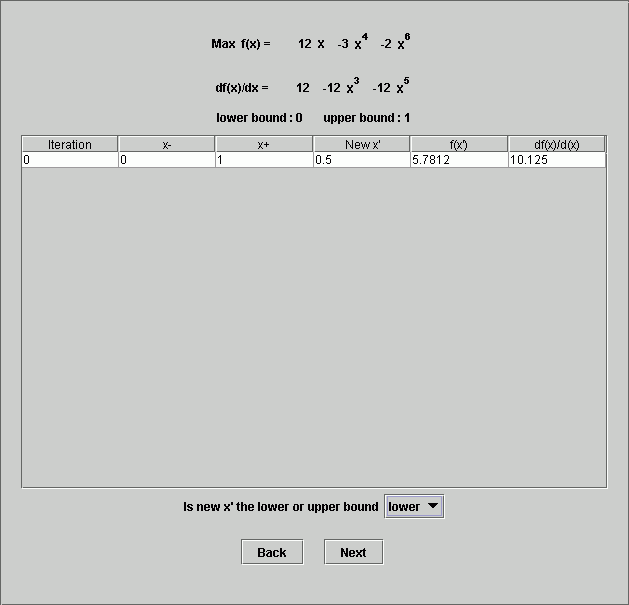 Max f(x) = 12 x -3 x^4 -2 x^6
df(x)/dx = 12 -12 x^3 -12 x^5
lower bound : 0 upper bound : 1
Iteration x- x+ New x' f(x') df(x)/d(x)
0 0 1 0.5 5.7812 10.125
Is new x' the lower or upper bound lower
Back Next